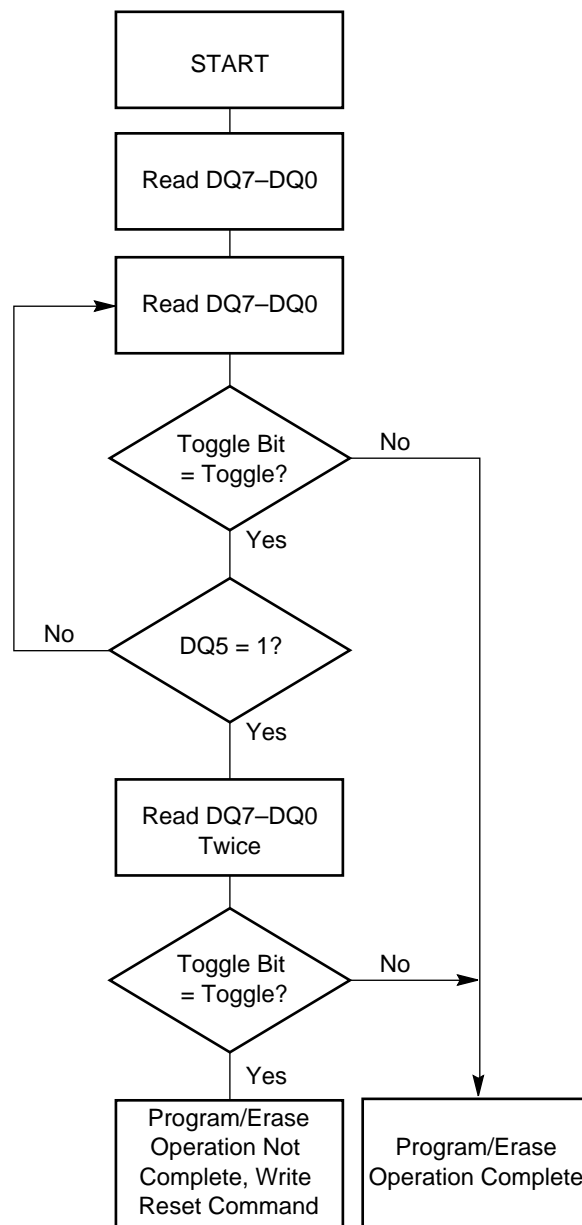 START
Read DQ7–DQ0
Read DQ7–DQ0
Toggle Bit
= Toggle?
No
Yes
No
DQ5 = 1?
Yes
Read DQ7–DQ0
Twice
Toggle Bit
= Toggle?
No
Yes
Program/Erase
Operation Not
Complete, Write
Reset Command
Program/Erase
Operation Complete